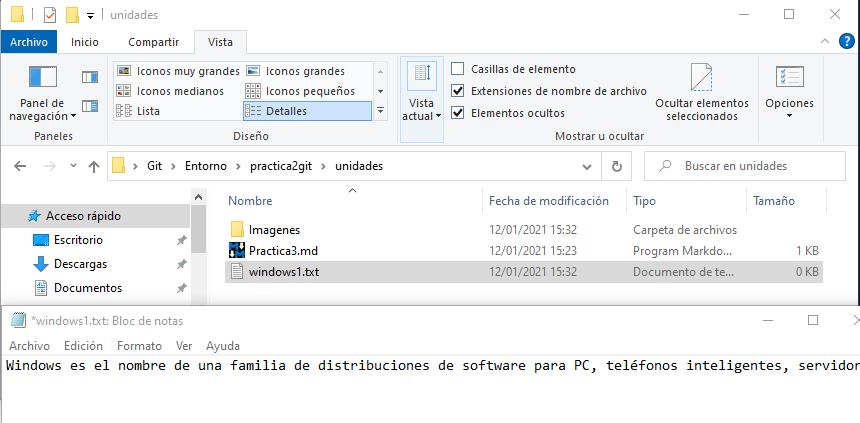 unidades
Archivo Inicio Compartir Vista
Panel de navegación
Iconos muy grandes Iconos grandes
Iconos medianos Iconos pequeños
Lista Detalles
Vista actual
Casillas de elemento
Extensiones de nombre de archivo
Elementos ocultos
Ocultar elementos seleccionados
Opciones
Paneles Diseño Mostrar u ocultar
Git Entorno practica2git unidades Buscar en unidades
Nombre Fecha de modificación Tipo Tamaño
Acceso rápido
Escritorio
Descargas
Documentos
Imagenes 12/01/2021 15:32 Carpeta de archivos
Practica3.md 12/01/2021 15:23 Program Markdo... 1 KB
windows1.txt 12/01/2021 15:32 Documento de te... 0 KB
*windows1.txt: Bloc de notas
Archivo Edición Formato Ver Ayuda
Windows es el nombre de una familia de distribuciones de software para PC, teléfonos inteligentes, servidor